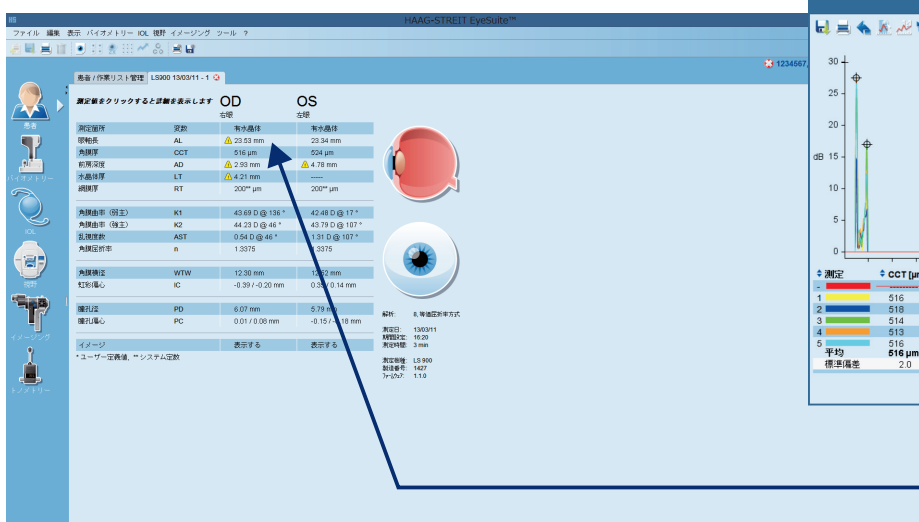 HAAG-STREIT EyeSuite™
ファイル 編集 表示 バイオメトリー IOL 視野 イメージング ツール ?
1234567,
患者 / 作業リスト管理 LS900 13/03/11 - 1
測定値をクリックすると詳細を表示します OD OS
右眼 左眼
測定箇所 変数 有水晶体 有水晶体
眼軸長 AL 23.53 mm 23.34 mm
角膜厚 CCT 516 µm 524 µm
前房深度 AD 2.93 mm 4.78 mm
水晶体厚 LT 4.21 mm ----
網膜厚 RT 200** µm 200** µm
角膜曲率 (弱主) K1 43.69 D @ 136 ° 42.48 D @ 17 °
角膜曲率 (強主) K2 44.23 D @ 46 ° 43.79 D @ 107 °
乱視度数 AST 0.54 D @ 46 ° 1.31 D @ 107 °
角膜屈折率 n 1.3375 1.3375
角膜横径 WTW 12.30 mm
虹彩偏心 IC -0.39 / -0.20 mm 0.14 mm
瞳孔径 PD 6.07 mm 5.79 mm
瞳孔偏心 PC 0.01 / 0.08 mm -0.15 / mm
イメージ 表示する 表示する
* ユーザー定義値, ** システム定数
患者
バイオメトリー
IOL
視野
イメージング
トノメトリー
解析: 8, 等価屈折率方式
測定日: 13/03/11
16:20
測定時間: 3 min
測定機種: LS 900
製造番号: 1427
ファームウェア: 1.1.0
30
25
20
dB 15
10
5
0
測定 CCT [µm
-
1 516
2 518
3 514
4 513
5 516
平均 516 µm
標準偏差 2.0